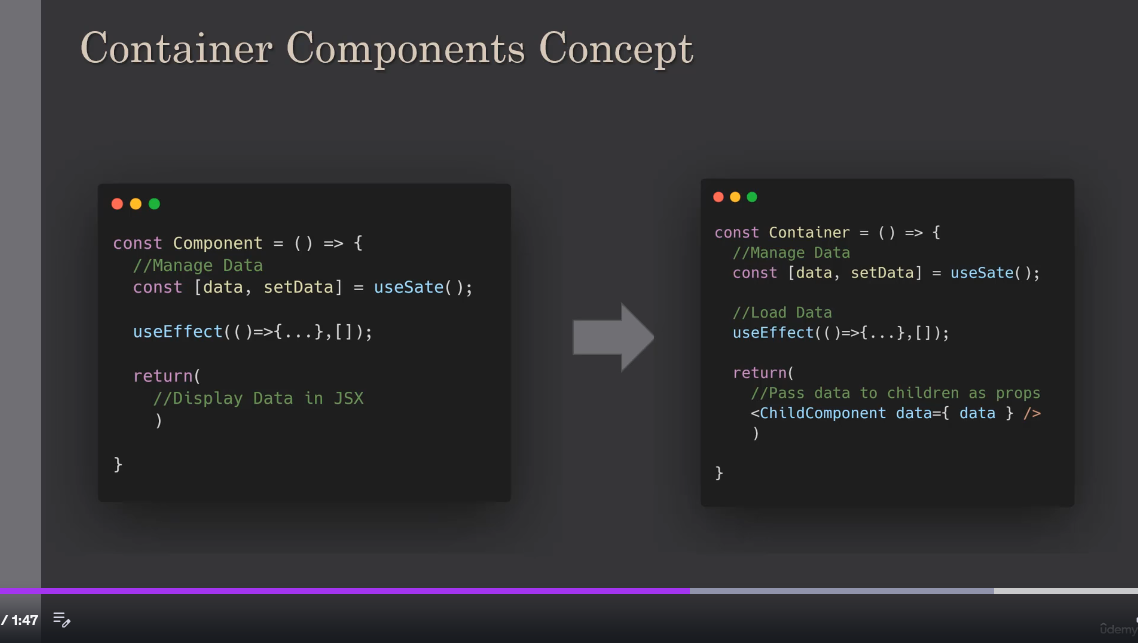 Container Components Concept
const Component = () => {
//Manage Data
const [data, setData] = useSate();
useEffect(()=>{...},[]);
return(
//Display Data in JSX
)
}
const Container = () => {
//Manage Data
const [data, setData] = useSate();
//Load Data
useEffect(()=>{...},[]);
return(
//Pass data to children as props
<ChildComponent data={ data } />
)
}
/ 1:47
ûdemy